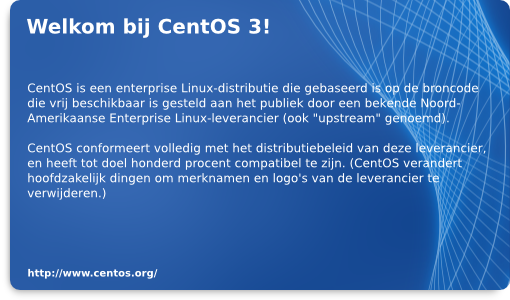 Welkom bij CentOS 3!
CentOS is een enterprise Linux-distributie die gebaseerd is op de broncode
die vrij beschikbaar is gesteld aan het publiek door een bekende Noord-
Amerikaanse Enterprise Linux-leverancier (ook "upstream" genoemd).
CentOS conformeert volledig met het distributiebeleid van deze leverancier,
en heeft tot doel honderd procent compatibel te zijn. (CentOS verandert
hoofdzakelijk dingen om merknamen en logo's van de leverancier te
verwijderen.)
http://www.centos.org/